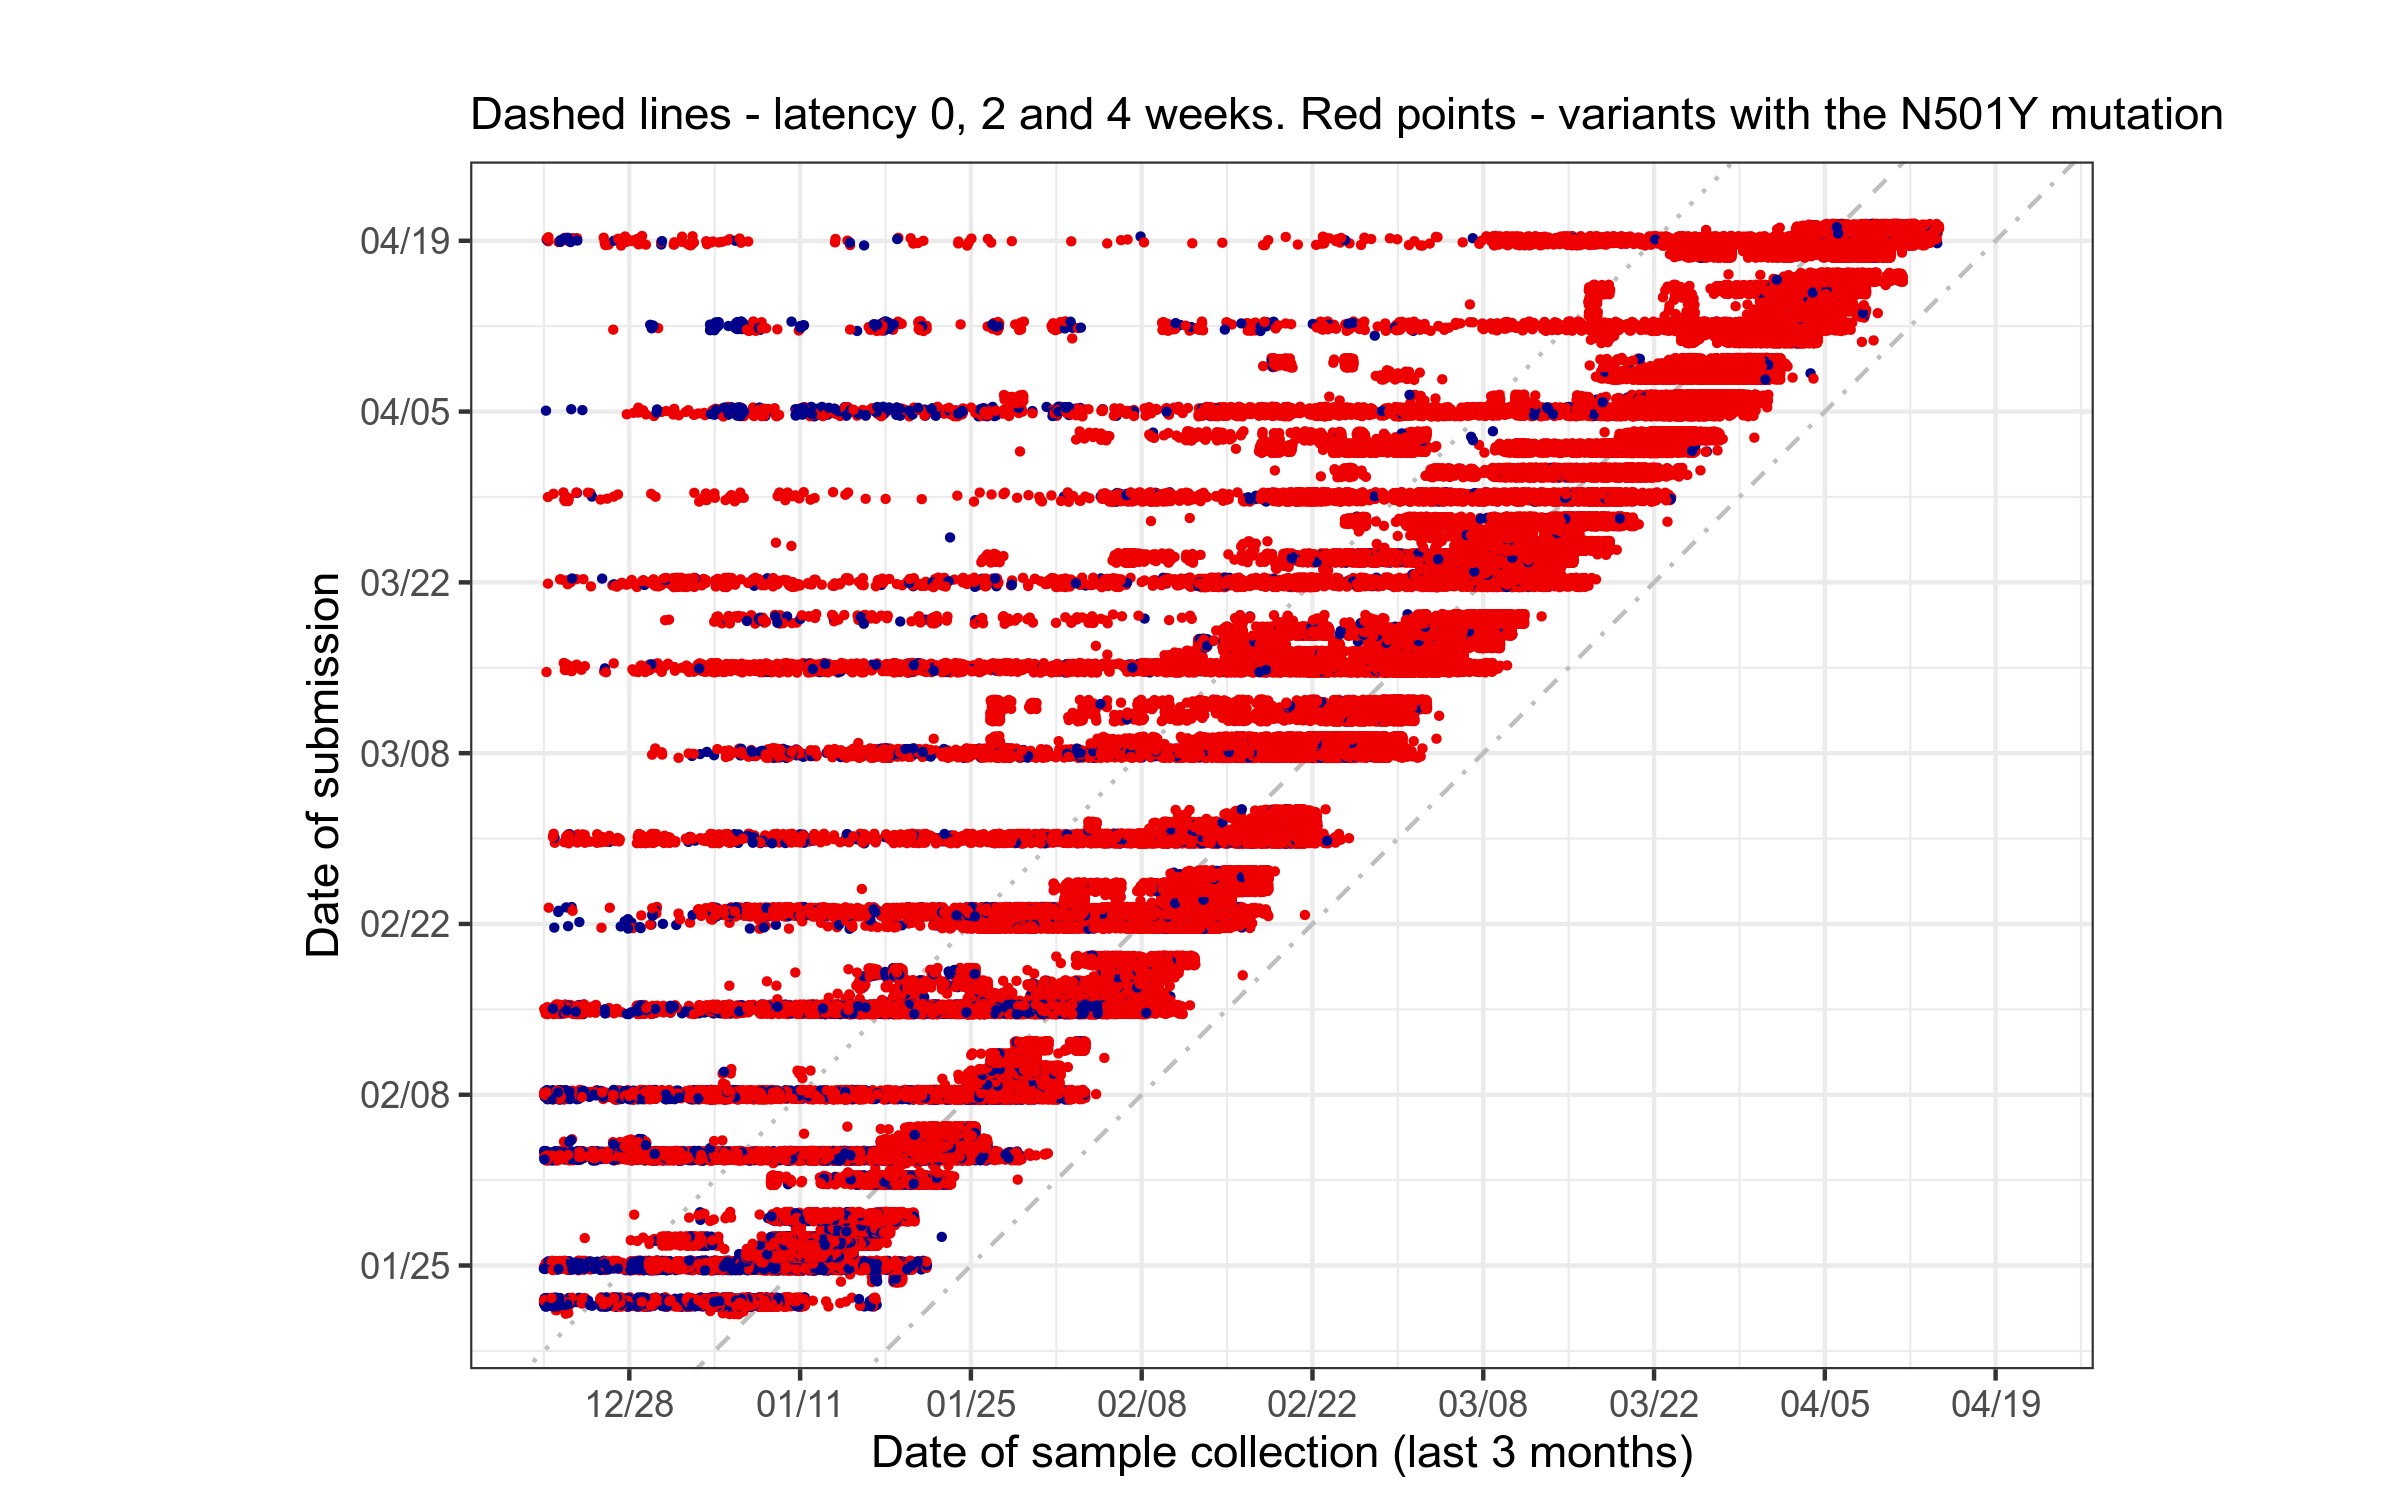 Dashed lines - latency 0, 2 and 4 weeks. Red points - variants with the N501Y mutation
Date of submission
04/19
04/05
03/22
03/08
02/22
02/08
01/25
12/28 01/11 01/25 02/08 02/22 03/08 03/22 04/05 04/19
Date of sample collection (last 3 months)